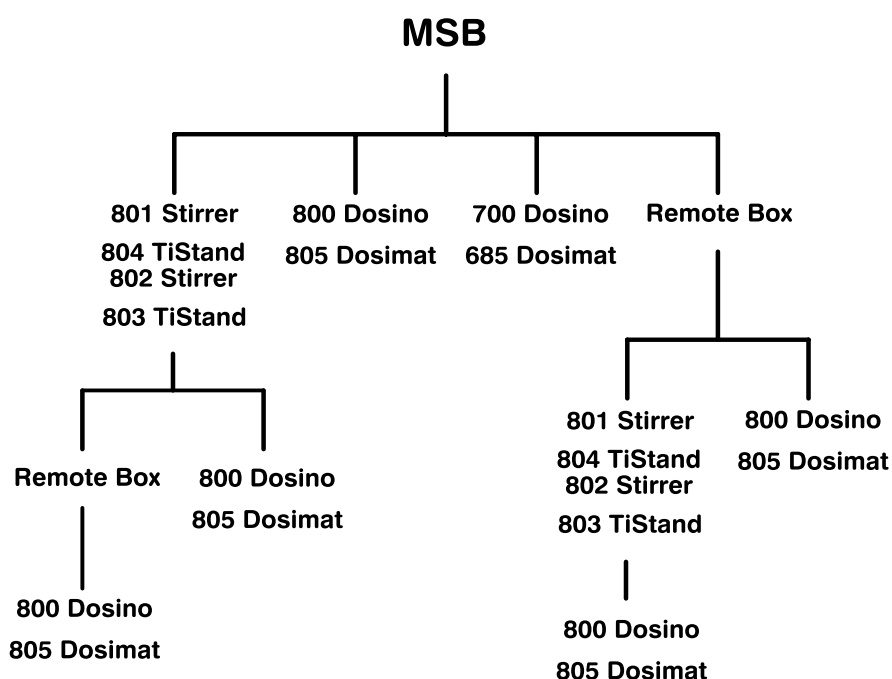 MSB
801 Stirrer
804 TiStand
802 Stirrer
803 TiStand
800 Dosino
805 Dosimat
700 Dosino
685 Dosimat
Remote Box
Remote Box
800 Dosino
805 Dosimat
800 Dosino
805 Dosimat
801 Stirrer
804 TiStand
802 Stirrer
803 TiStand
800 Dosino
805 Dosimat
800 Dosino
805 Dosimat